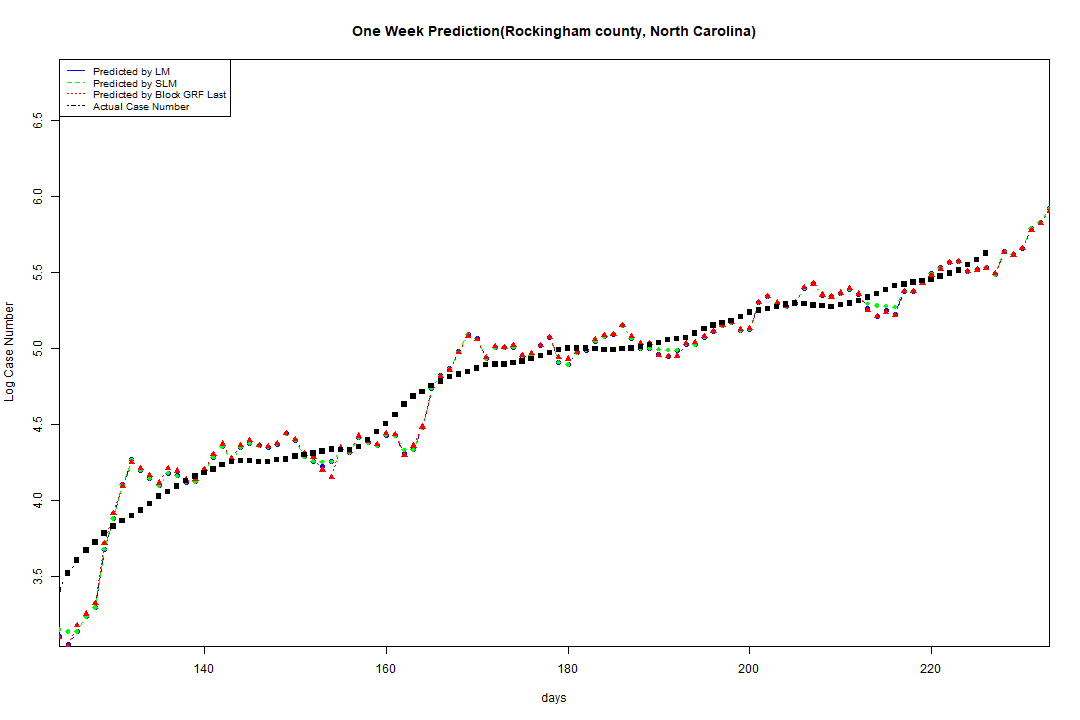 One Week Prediction(Rockingham county, North Carolina)
Predicted by LM
Predicted by SLM
Predicted by Block GRF Last
Actual Case Number
6.5
6.0
5.5
5.0
4.5
4.0
3.5
Log Case Number
140 160 180 200 220
days